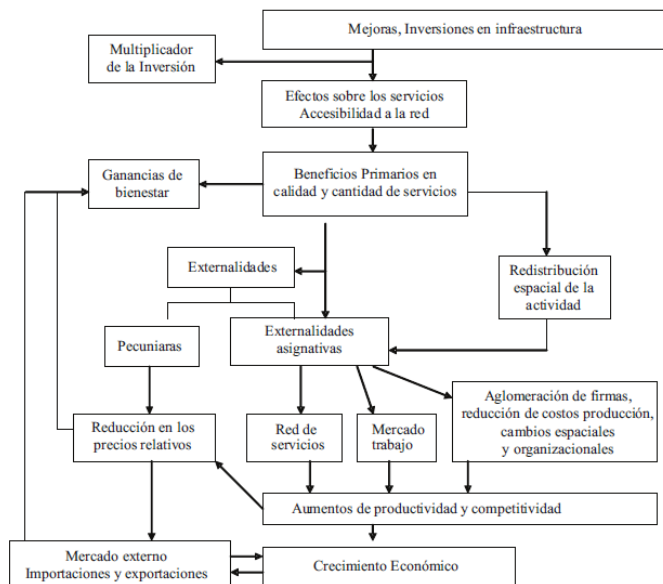 Mejoras, Inversiones en infraestructura
Multiplicador
de la Inversión
Efectos sobre los servicios
Accesibilidad a la red
Ganancias de
bienestar
Beneficios Primarios en
calidad y cantidad de servicios
Externalidades
Redistribución
espacial de la
actividad
Pecuniaras
Externalidades
asignativas
Reducción en los
precios relativos
Red de
servicios
Mercado
trabajo
Aglomeración de firmas,
reducción de costos producción,
cambios espaciales
y organizacionales
Aumentos de productividad y competitividad
Mercado externo
Importaciones y exportaciones
Crecimiento Económico